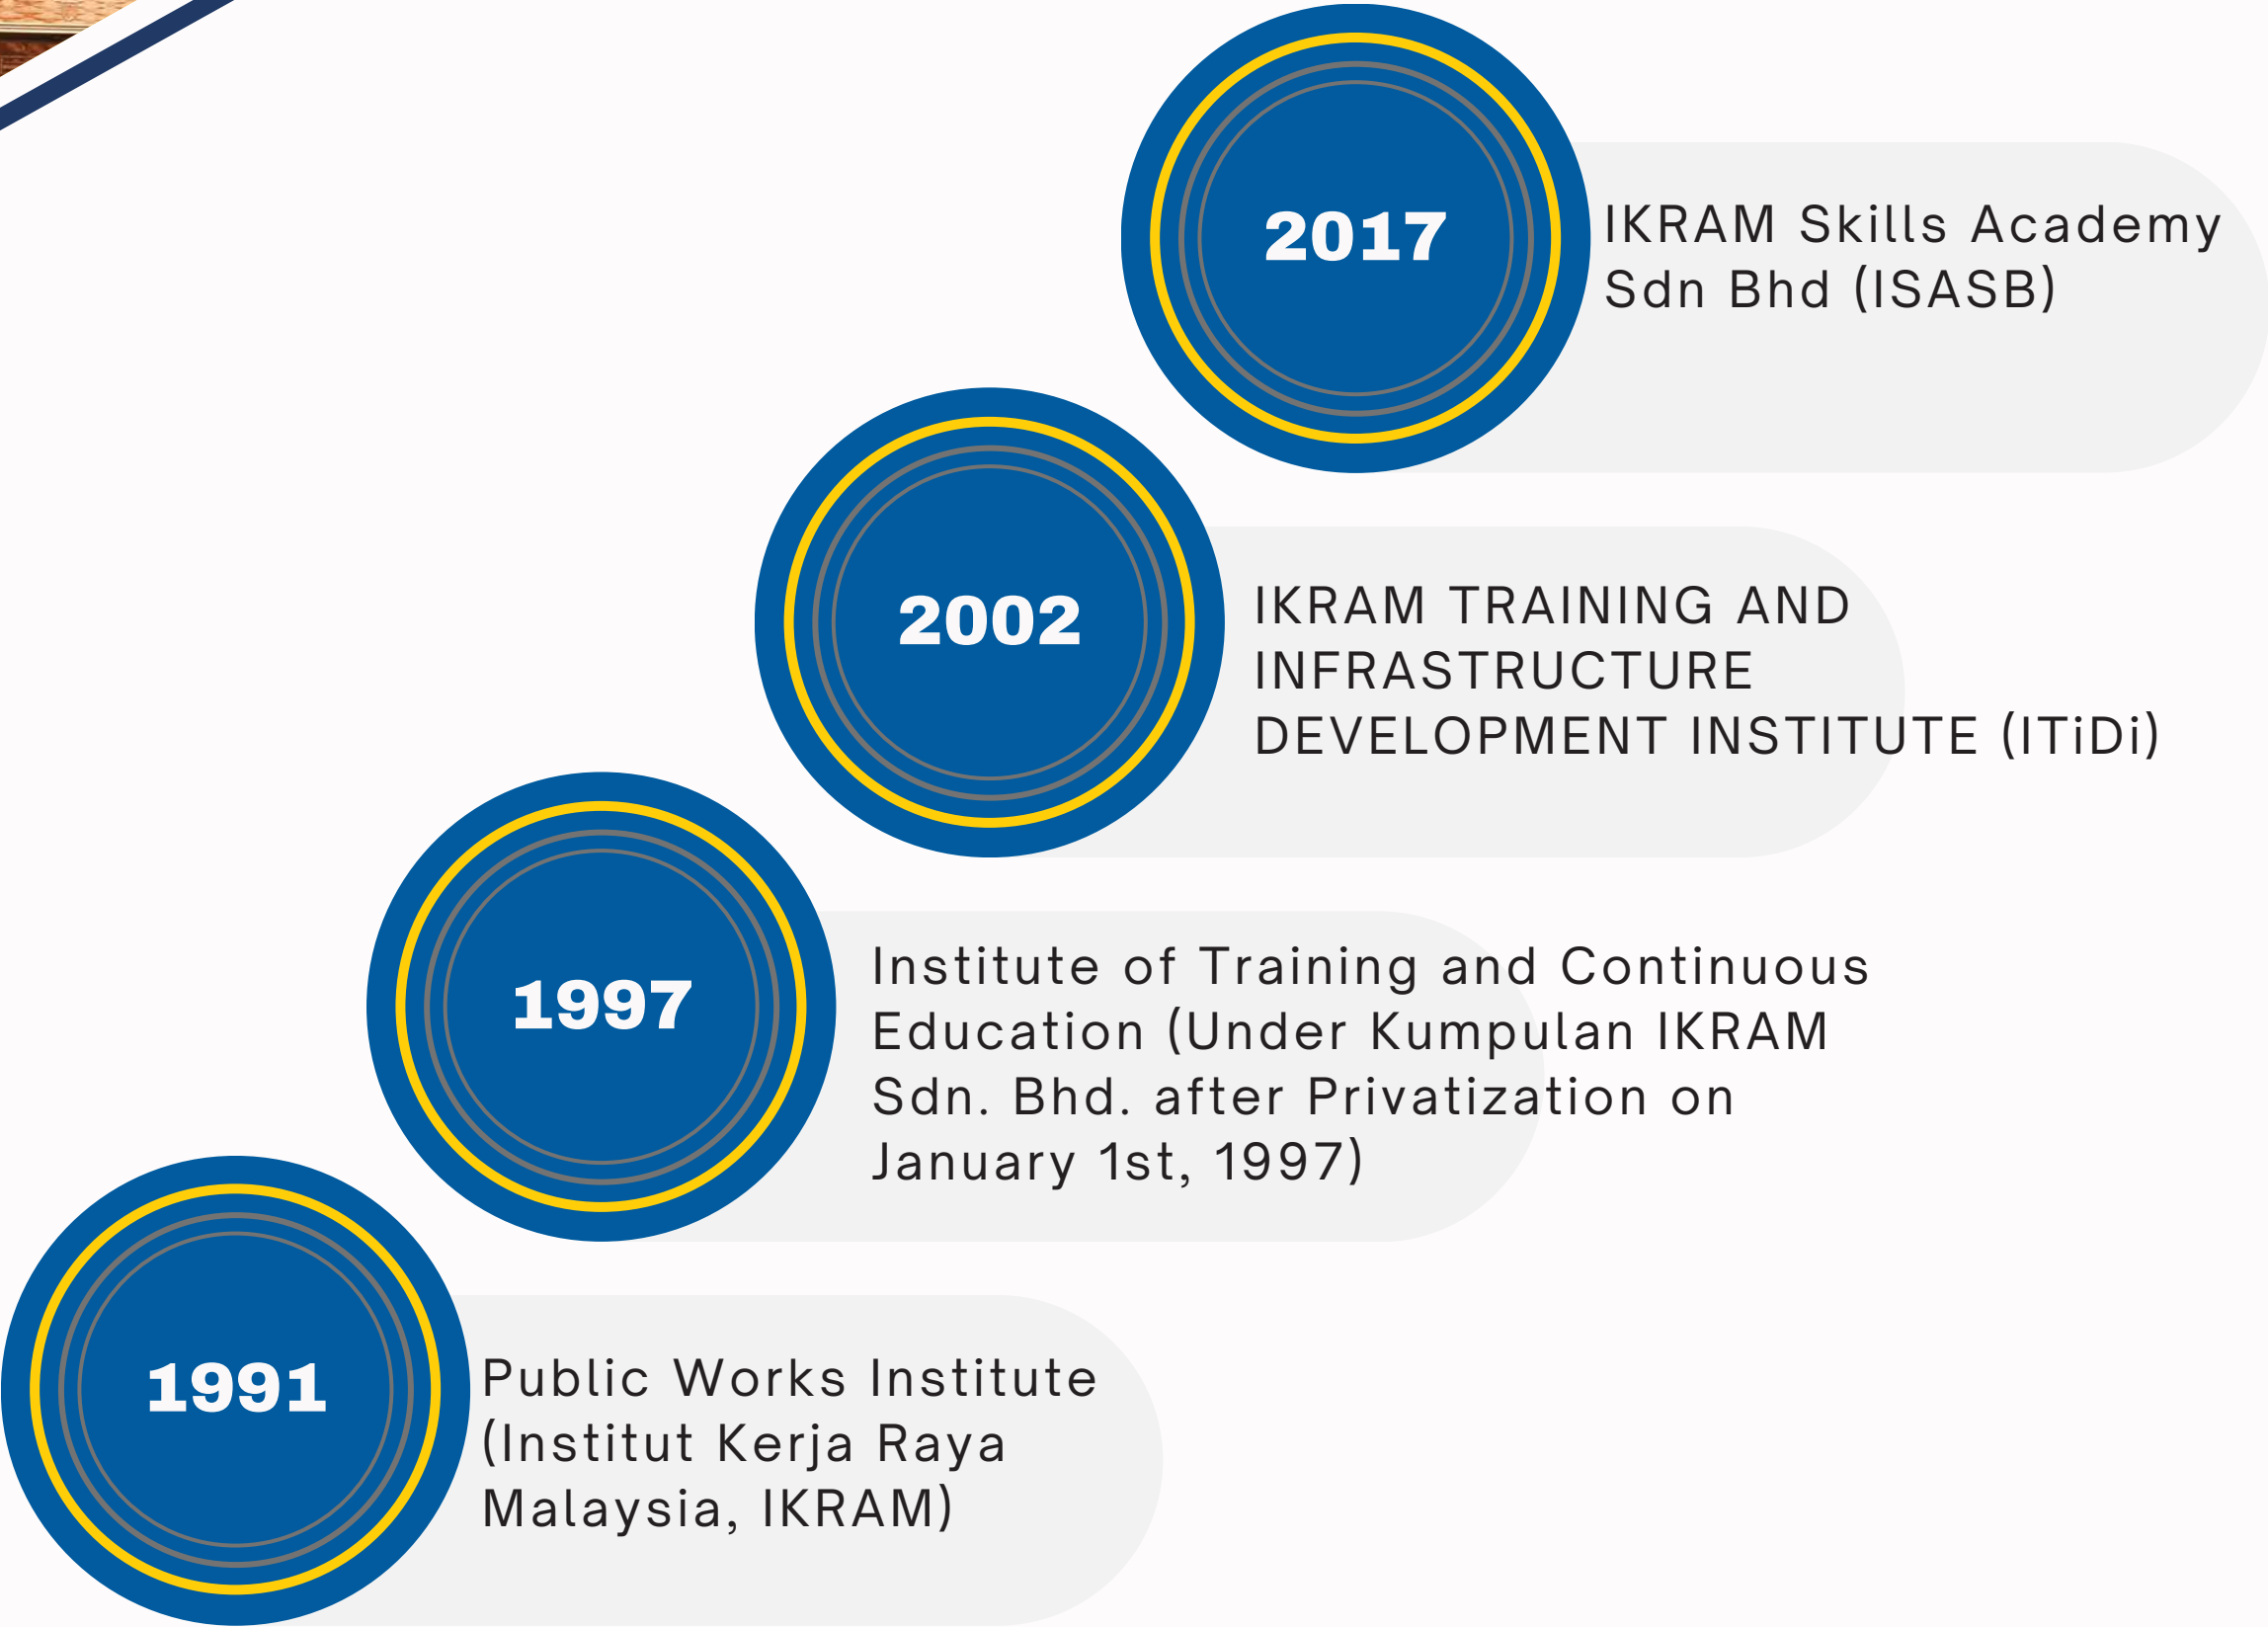 2017
IKRAM Skills Academy
Sdn Bhd (ISASB)
2002
IKRAM TRAINING AND
INFRASTRUCTURE
DEVELOPMENT INSTITUTE (ITiDi)
1997
Institute of Training and Continuous
Education (Under Kumpulan IKRAM
Sdn. Bhd. after Privatization on
January 1st, 1997)
1991
Public Works Institute
(Institut Kerja Raya
Malaysia, IKRAM)